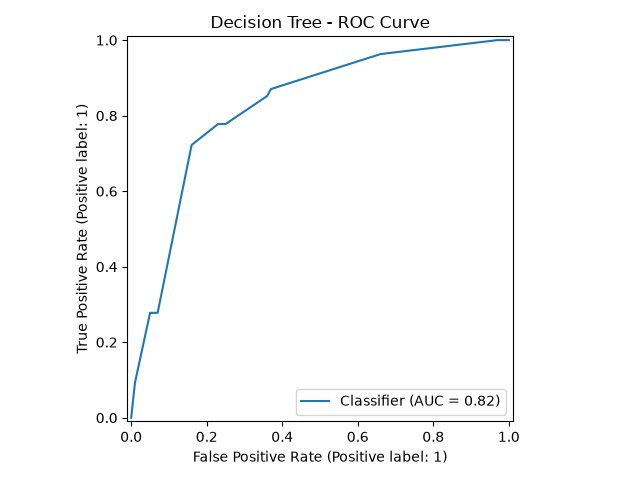 Decision Tree - ROC Curve
True Positive Rate (Positive label: 1)
1.0
0.8
0.6
0.4
0.2
0.0
Classifier (AUC = 0.82)
0.0 0.2 0.4 0.6 0.8 1.0
False Positive Rate (Positive label: 1)